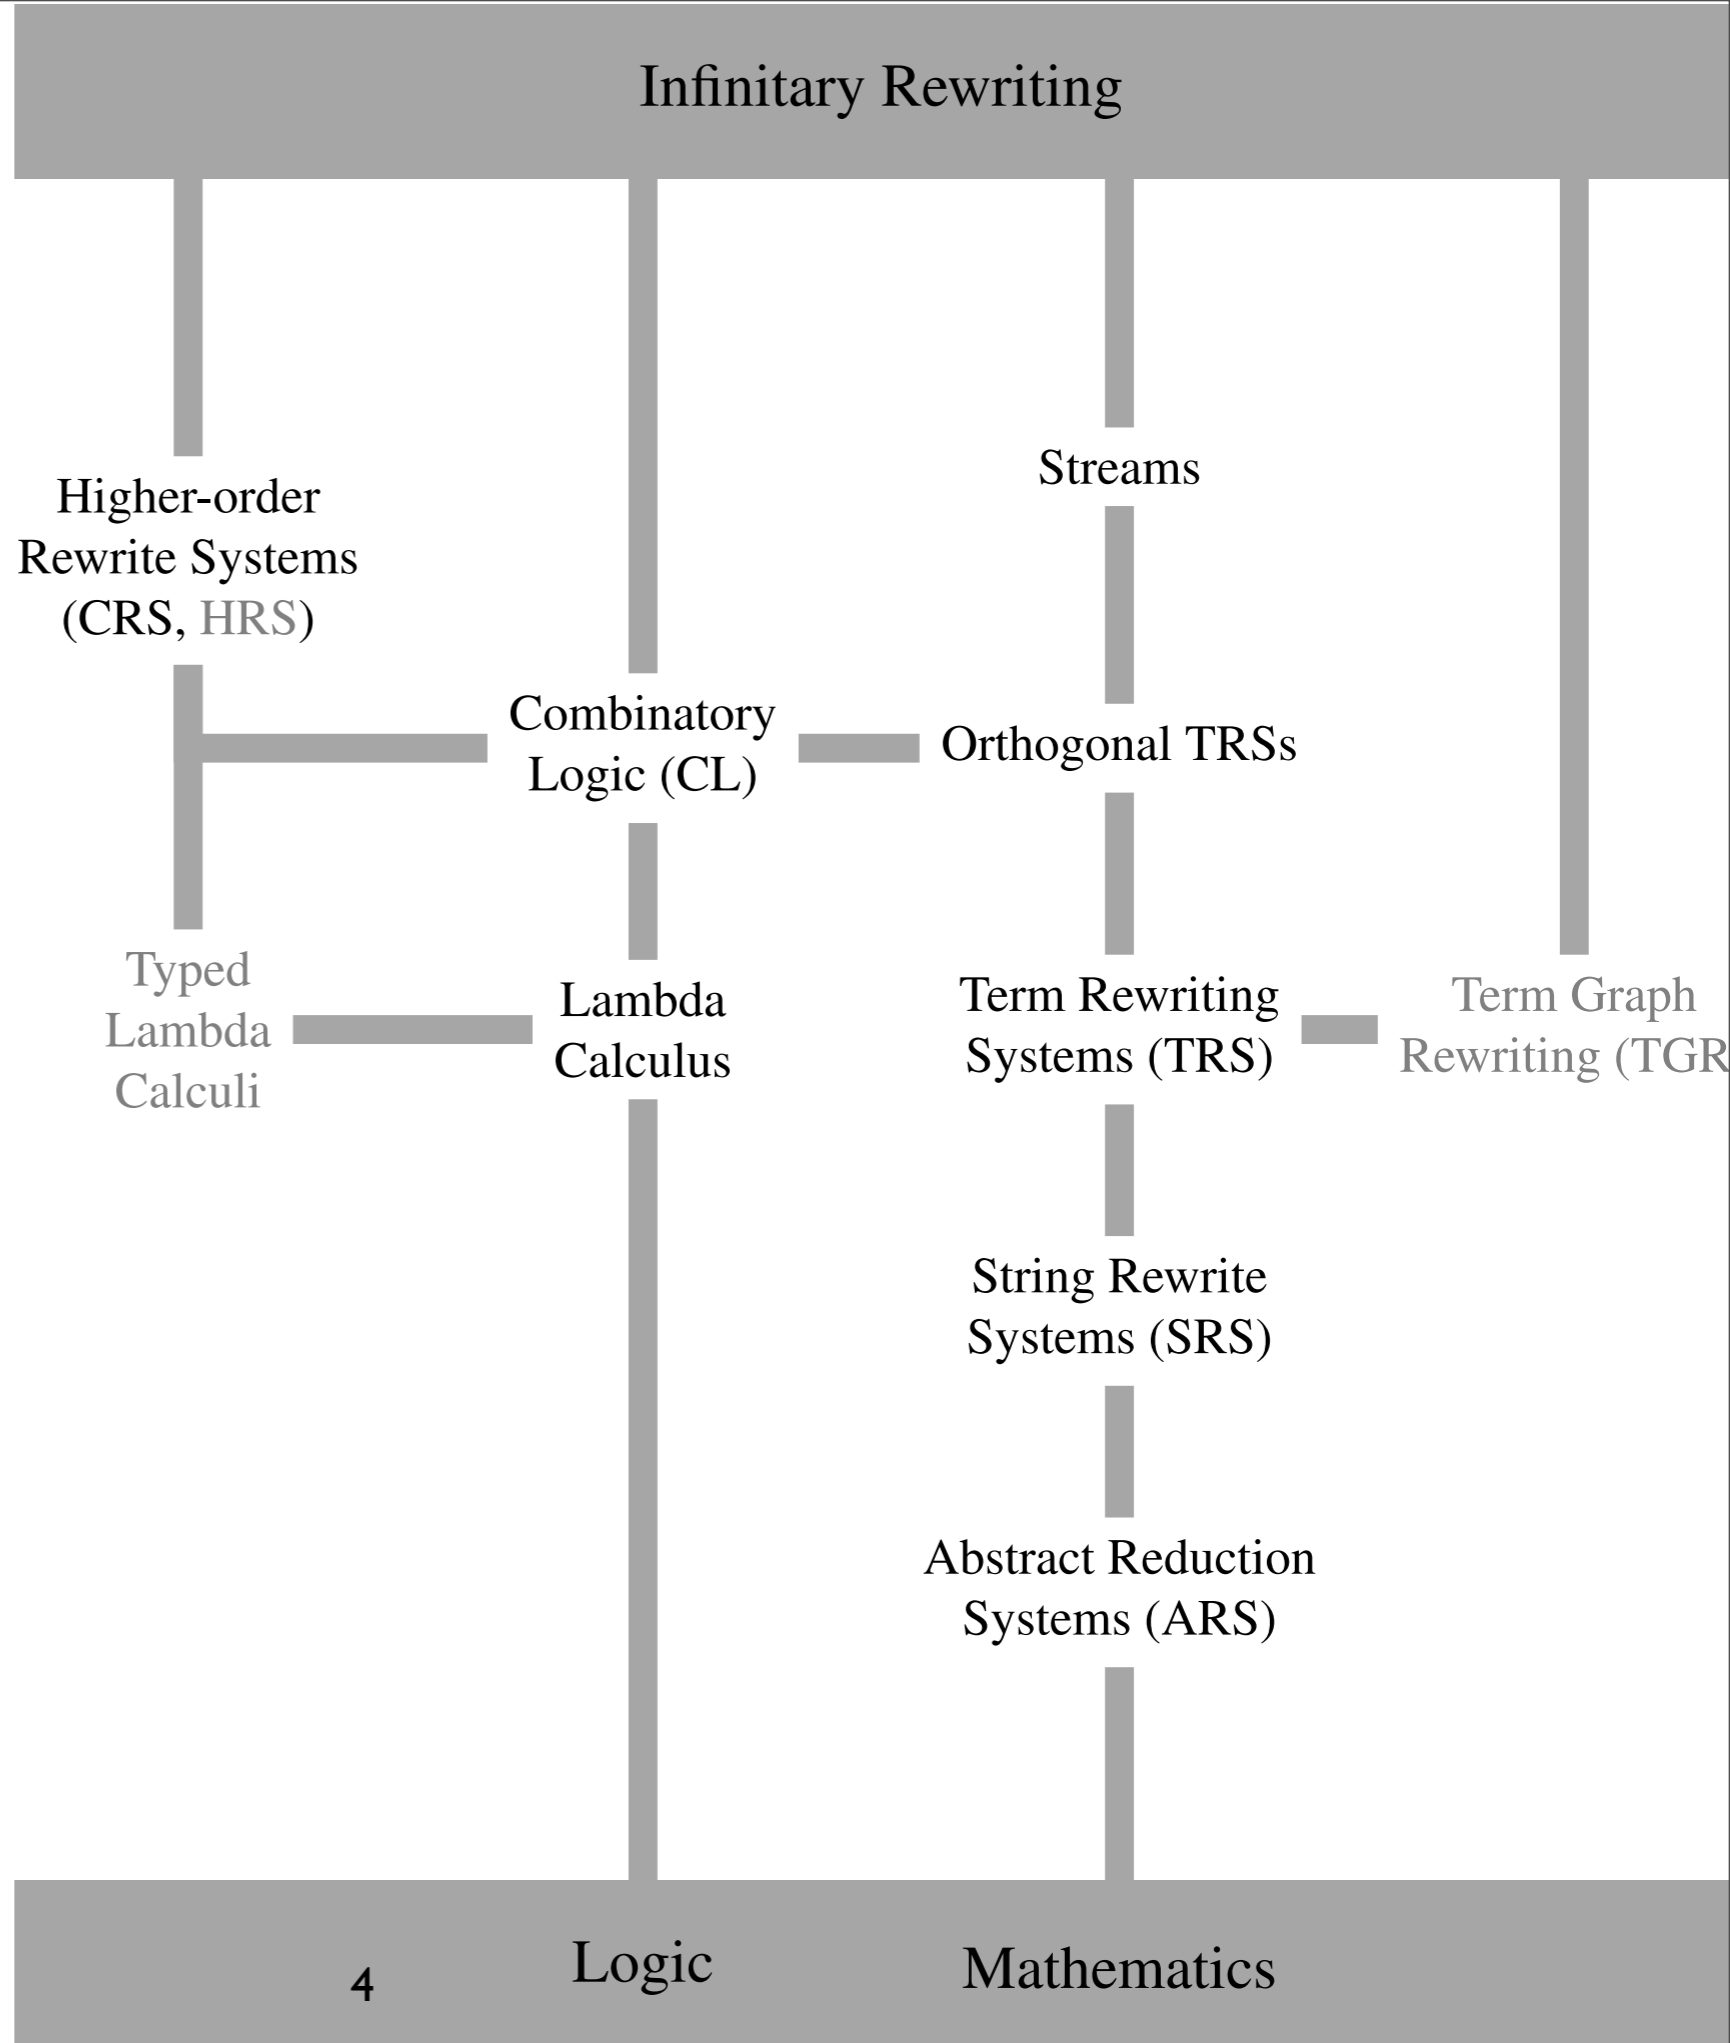 Infinitary Rewriting
Streams
Higher-order
Rewrite Systems
(CRS, HRS)
Combinatory
Logic (CL)
Orthogonal TRSs
Typed
Lambda
Calculi
Lambda
Calculus
Term Rewriting
Systems (TRS)
Term Graph
Rewriting (TGR
String Rewrite
Systems (SRS)
Abstract Reduction
Systems (ARS)
4
Logic
Mathematics